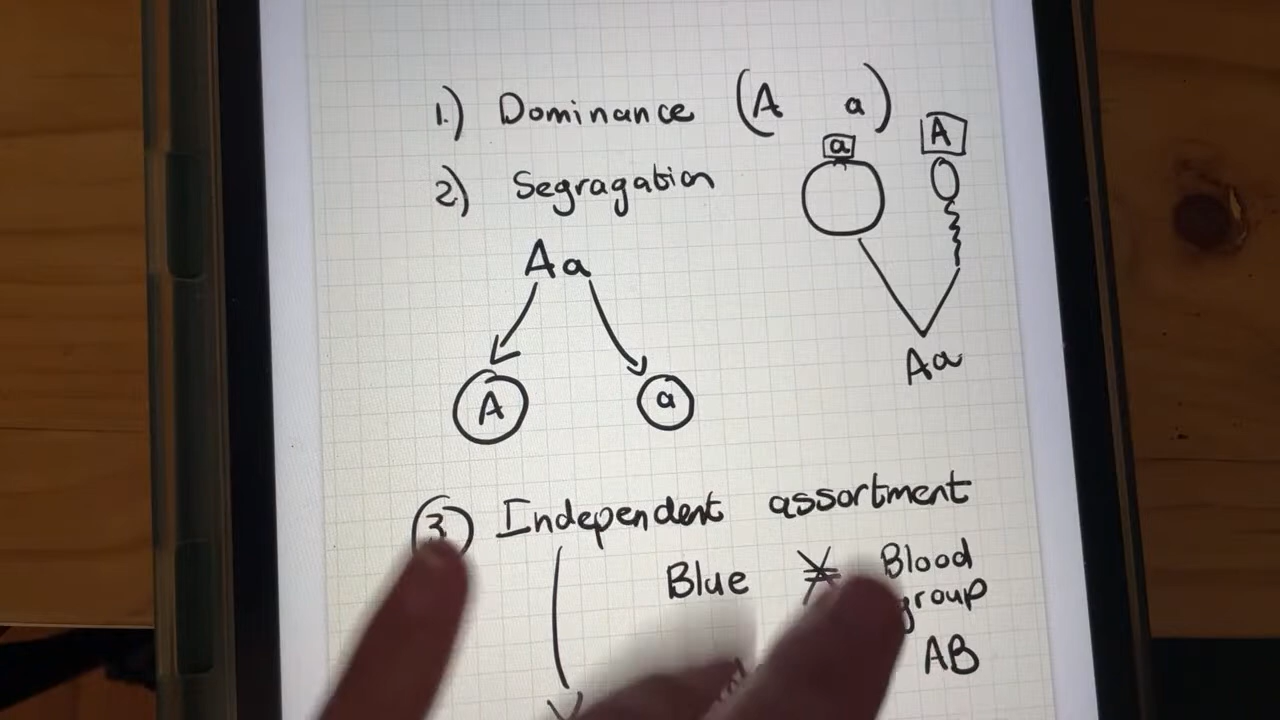 1.) Dominance (A a)
a A
2) Segragation
Aa
Aa
A a
3 Independent assortment
Blue Blood
group
AB